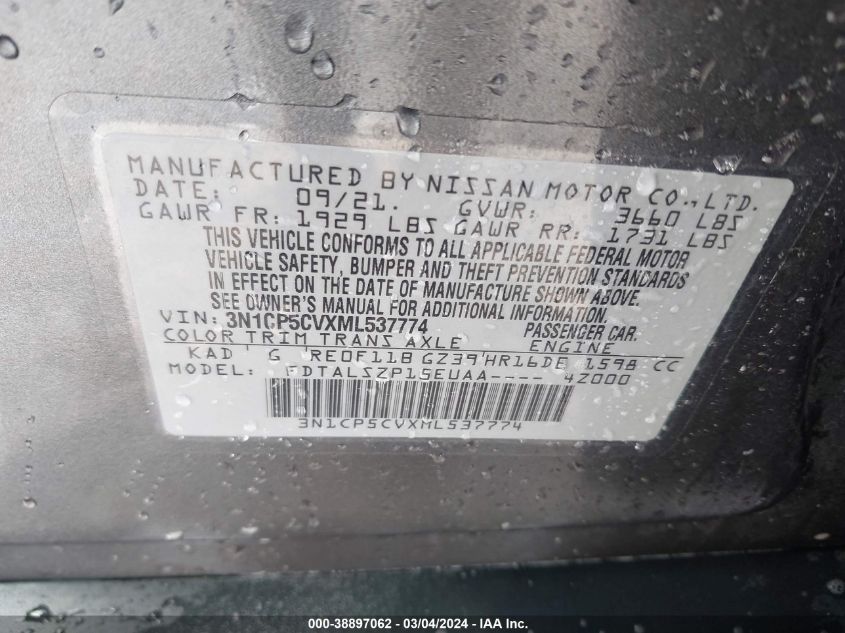 MANUFACTURED BY NISSAN MOTOR CO., LTD.
DATE: 09/21. GVWR: 3660 LBS
GAWR FR: 1929 LBS GAWR RR: 1731 LBS
THIS VEHICLE CONFORMS TO ALL APPLICABLE FEDERAL MOTOR
VEHICLE SAFETY, BUMPER AND THEFT PREVENTION STANDARDS
IN EFFECT ON THE DATE OF MANUFACTURE SHOWN ABOVE.
SEE OWNER'S MANUAL FOR ADDITIONAL INFORMATION.
VIN: 3N1CP5CVXML537774 PASSENGER CAR.
COLOR TRIM TRANS AXLE ENGINE
KAD G RE0F11B GZ39 HR16DE 1598 CC
MODEL: FDTALSZP15EUAA---- 4Z000
3N1CP5CVXML537774
000-38897062 - 03/04/2024 - IAA Inc.